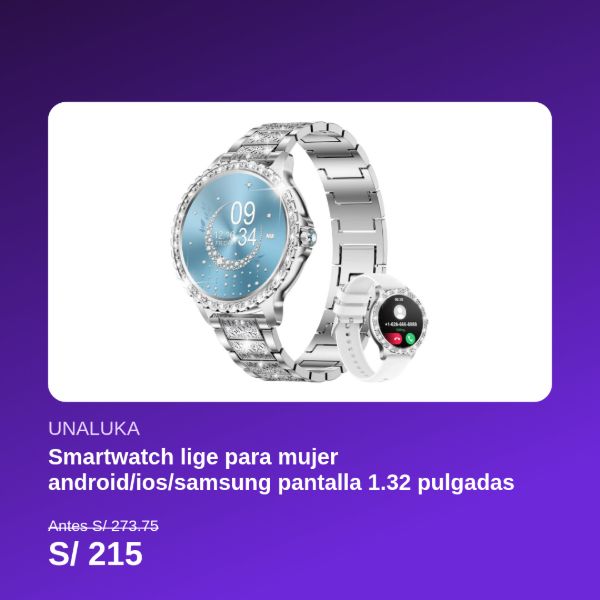 09
34
AM
+1-626-666-8888
UNALUKA
Smartwatch lige para mujer
android/ios/samsung pantalla 1.32 pulgadas
Antes S/ 273.75
S/ 215